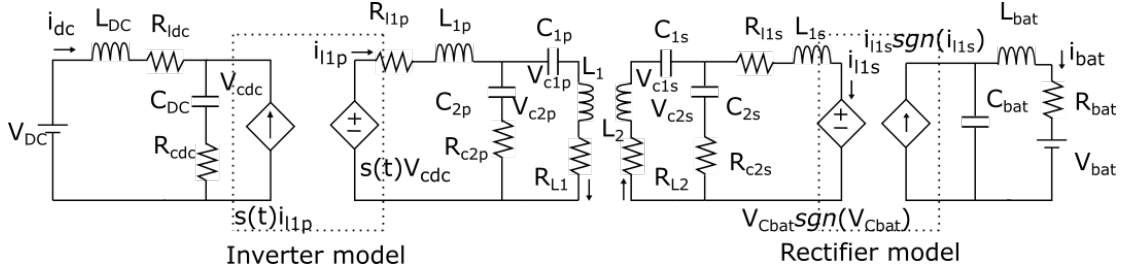 i_dc L_DC R_ldc
V_DC
V_cdc
C_DC
R_cdc
s(t)i_l1p
Inverter model
i_l1p R_l1p L_1p C_1p
s(t)V_cdc
C_2p V_c2p V_c1p
R_c2p
L_1
R_L1
L_2
R_L2
C_1s R_l1s L_1s
V_c1s V_c2s C_2s
R_c2s
i_l1s
V_Cbat sgn(V_Cbat)
i_l1s sgn(i_l1s)
Rectifier model
L_bat
i_bat
C_bat R_bat
V_bat